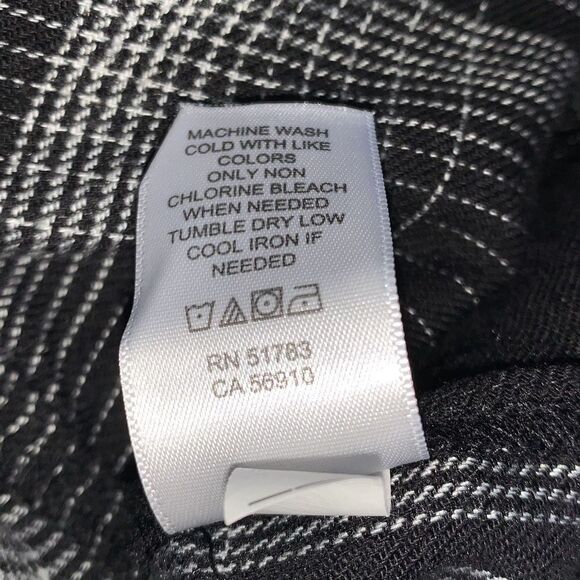 MACHINE WASH
COLD WITH LIKE
COLORS
ONLY NON
CHLORINE BLEACH
WHEN NEEDED
TUMBLE DRY LOW
COOL IRON IF
NEEDED
RN 51783
CA 56910